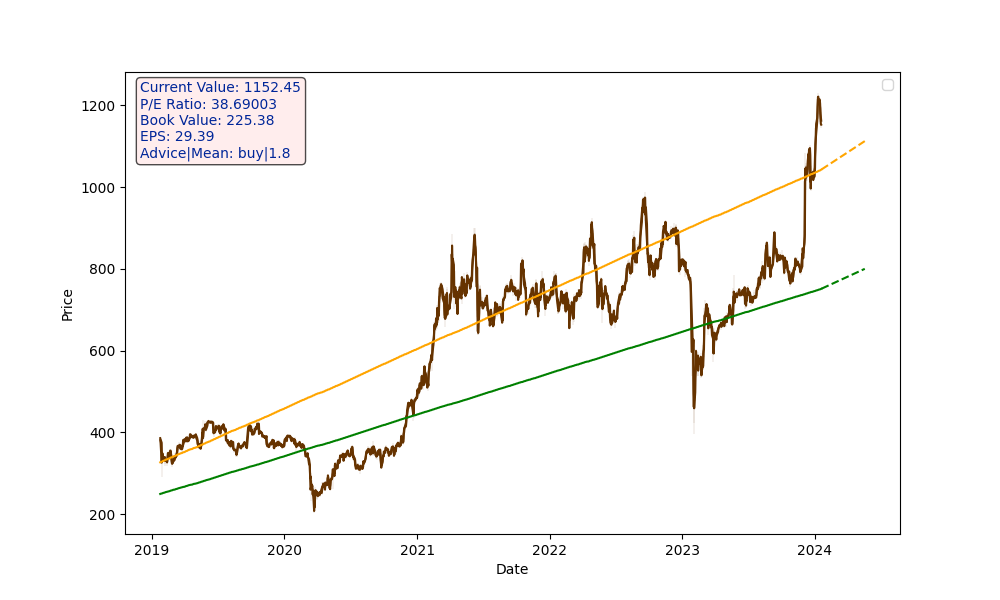 Current Value: 1152.45
P/E Ratio: 38.69003
Book Value: 225.38
EPS: 29.39
Advice|Mean: buy|1.8
1200
1000
800
600
400
200
Price
2019 2020 2021 2022 2023 2024
Date